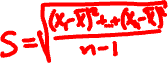 S = √((x₁-x̄)²+...+(xₙ-x̄)²/n-1)